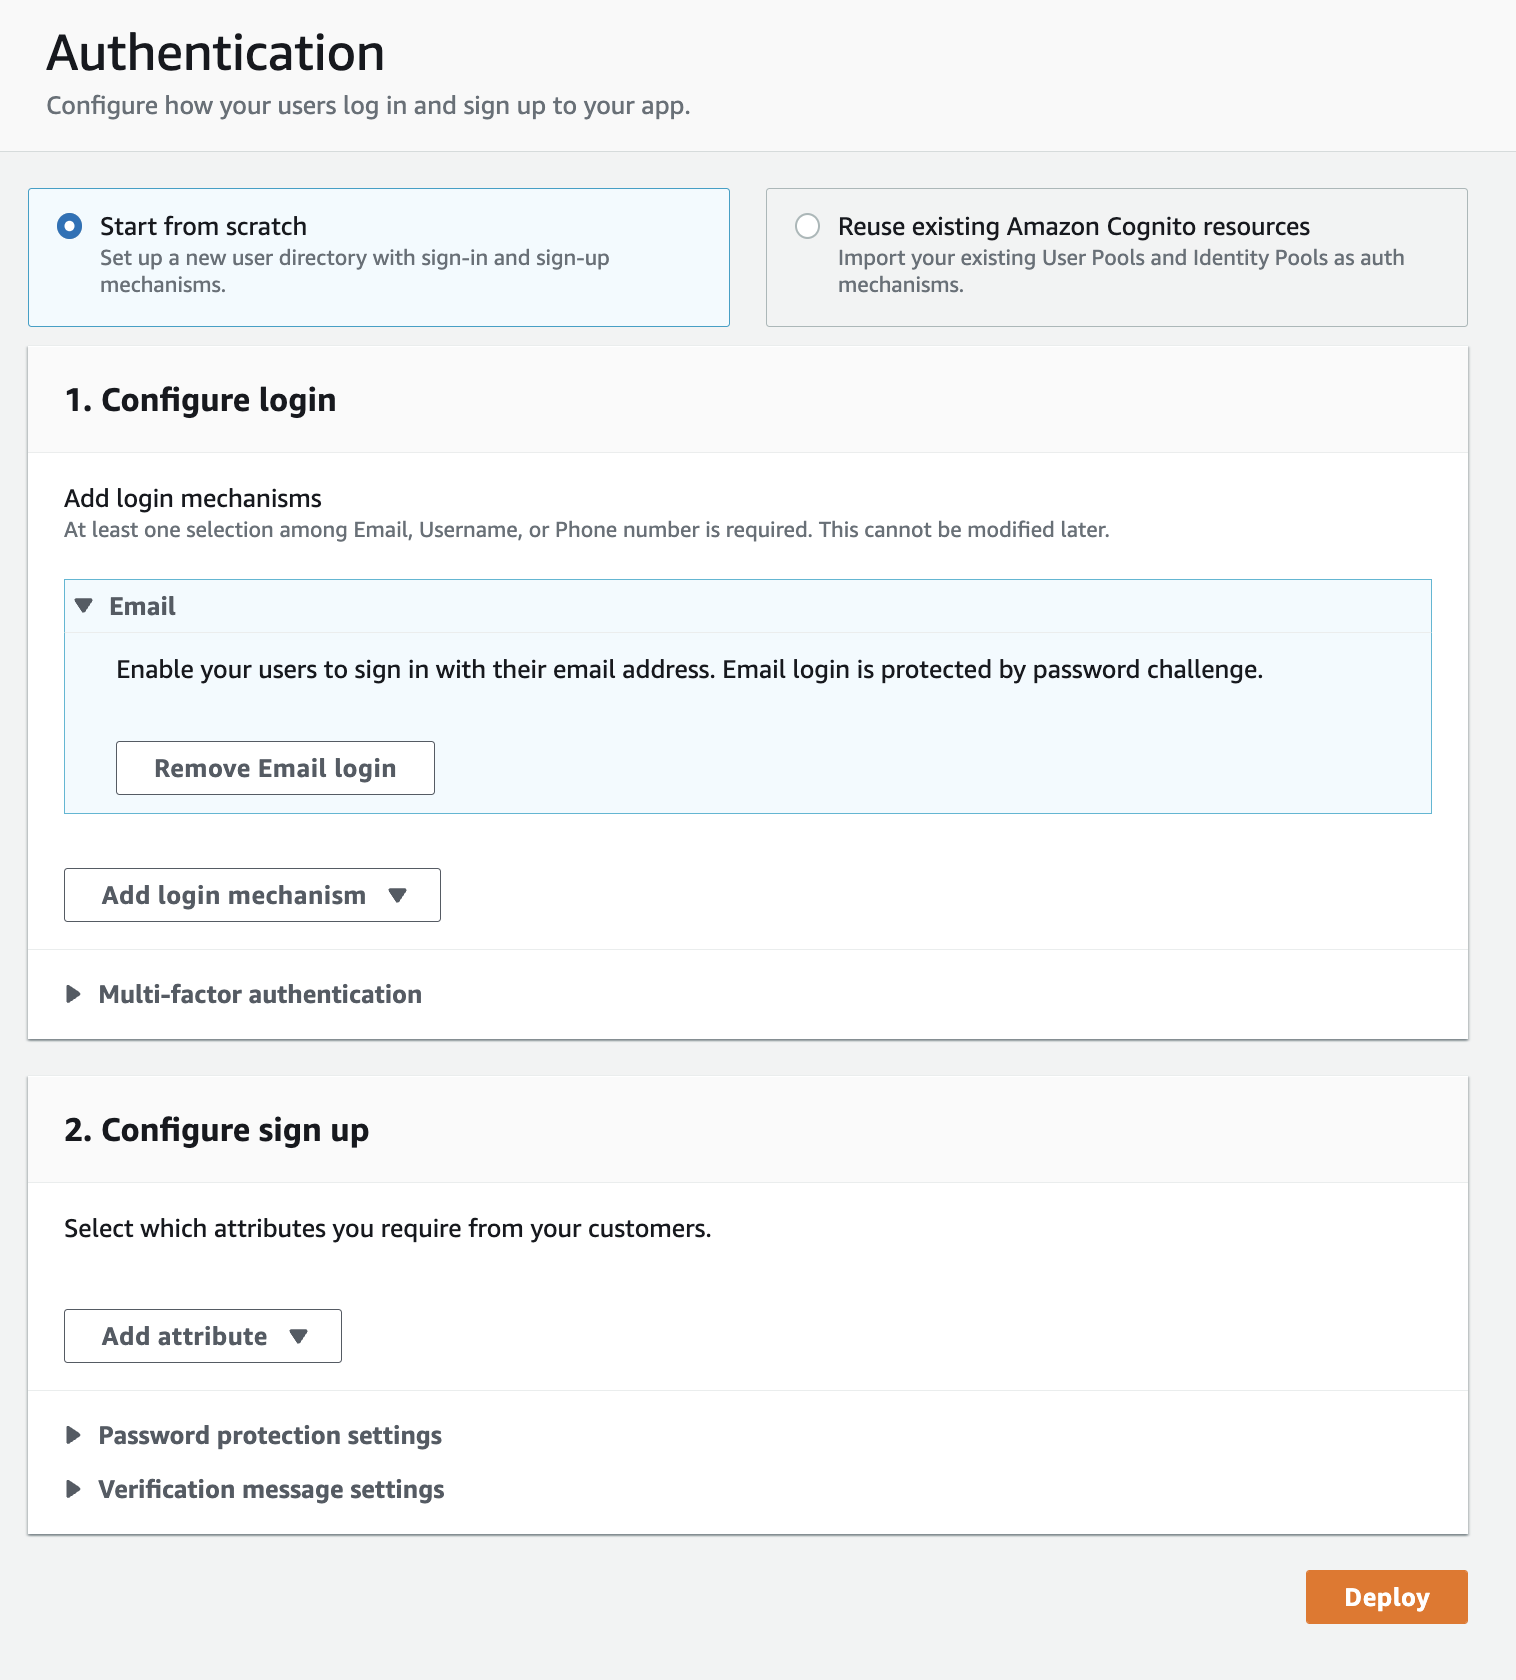 Authentication
Configure how your users log in and sign up to your app.
Start from scratch
Set up a new user directory with sign-in and sign-up
mechanisms.
Reuse existing Amazon Cognito resources
Import your existing User Pools and Identity Pools as auth
mechanisms.
1. Configure login
Add login mechanisms
At least one selection among Email, Username, or Phone number is required. This cannot be modified later.
Email
Enable your users to sign in with their email address. Email login is protected by password challenge.
Remove Email login
Add login mechanism
Multi-factor authentication
2. Configure sign up
Select which attributes you require from your customers.
Add attribute
Password protection settings
Verification message settings
Deploy